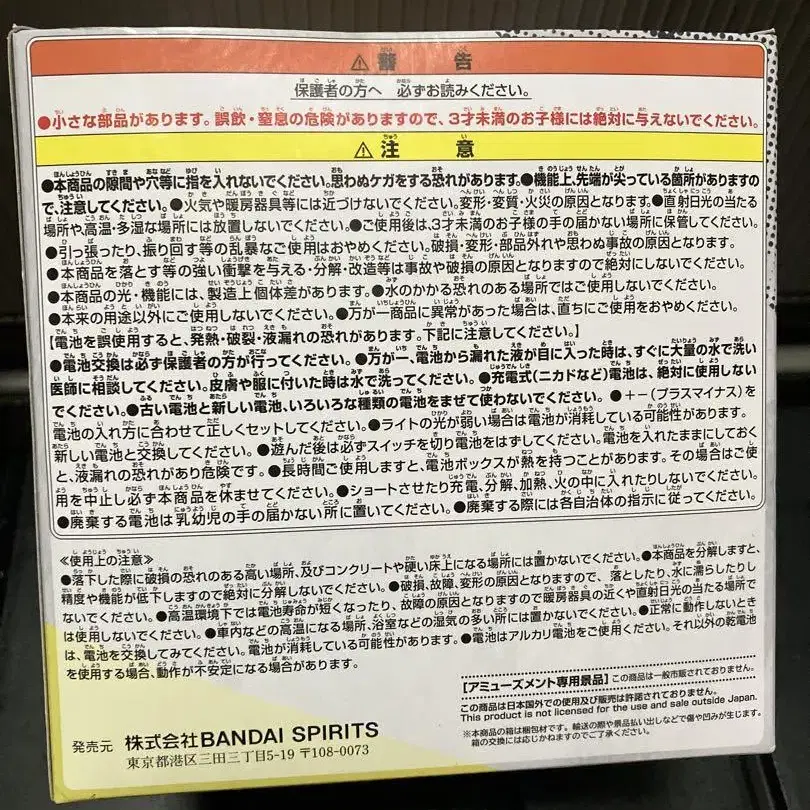 ⚠警告
保護者の方へ 必ずお読みください。
●小さな部品があります。誤飲・窒息の危険がありますので、3才未満のお子様には絶対に与えないでください。
⚠注意
●本商品の隙間や穴等に指を入れないでください。思わぬケガをする恐れがあります。●機能上、先端が尖っている箇所がありますの
で、注意してください。●火気や暖房器具等には近づけないでください。変形・変質・火災の原因となります。●直射日光の当たる
場所や高温・多湿な場所には放置しないでください。●ご使用後は、3才未満のお子様の手の届かない場所に保管してください。
●引っ張ったり、振り回す等の乱暴なご使用はおやめください。破損・変形・部品外れや思わぬ事故の原因となります。
●本商品を落とす等の強い衝撃を与える・分解・改造等は事故や破損の原因となりますので絶対にしないでください。
●本商品の光・機能には、製造上個体差があります。●水のかかる恐れのある場所ではご使用しないでください。
●本来の用途以外にご使用しないでください。●万が一商品に異常があった場合は、直ちにご使用をおやめください。
【電池を誤使用すると、発熱・破裂・液漏れの恐れがあります。下記に注意してください。】
●電池交換は必ず保護者の方が行ってください。●万が一、電池から漏れた液が目に入った時は、すぐに大量の水で洗い
医師に相談してください。皮膚や服に付いた時は水で洗ってください。●充電式(ニカドなど)電池は、絶対に使用しない
でください。●古い電池と新しい電池、いろいろな種類の電池をまぜて使わないでください。●+−(プラスマイナス)を
電池の入れ方に合わせて正しくセットしてください。●ライトの光が弱い場合は電池が消耗している可能性があります。
新しい電池と交換してください。●遊んだ後は必ずスイッチを切り電池をはずしてください。電池を入れたままにしておく
と、液漏れの恐れがあり危険です。●長時間ご使用しますと、電池ボックスが熱を持つことがあります。その場合はご使
用を中止し必ず本商品を休ませてください。●ショートさせたり充電、分解、加熱、火の中に入れたりしないでください。
●廃棄する電池は乳幼児の手の届かない所に置いてください。●廃棄する際には各自治体の指示に従ってください。
≪使用上の注意≫
●落下した際に破損の恐れのある高い場所、及びコンクリートや硬い床上になる場所には置かないでください。●本商品を分解しますと、
精度や機能が低下しますので絶対に分解しないでください。●破損、故障、変形の原因となりますので、落としたり、水に濡らしたりし
ないでください。●高温環境下では電池寿命が短くなったり、故障の原因となりますので暖房器具の近くや直射日光の当たる場所で
は使用しないでください。●車内などの高温になる場所、浴室などの湿気の多い所には置かないでください。●正常に動作しないとき
は、電池を交換してみてください。電池が消耗している可能性があります。●電池はアルカリ電池をご使用ください。それ以外の乾電池
を使用する場合、動作が不安定になる場合があります。
【アミューズメント専用景品】この商品は一般市販されておりません。
この商品は日本国外での使用及び販売は許諾されておりません。
This product is not licensed for the use and sale outside Japan.
※本商品の箱は梱包材です。輸送の際や景品払い出しなどで傷や凹みが生じます。
箱の交換には応じかねますのでご了承ください。
発売元 株式会社BANDAI SPIRITS
東京都港区三田三丁目5-19 〒108-0073